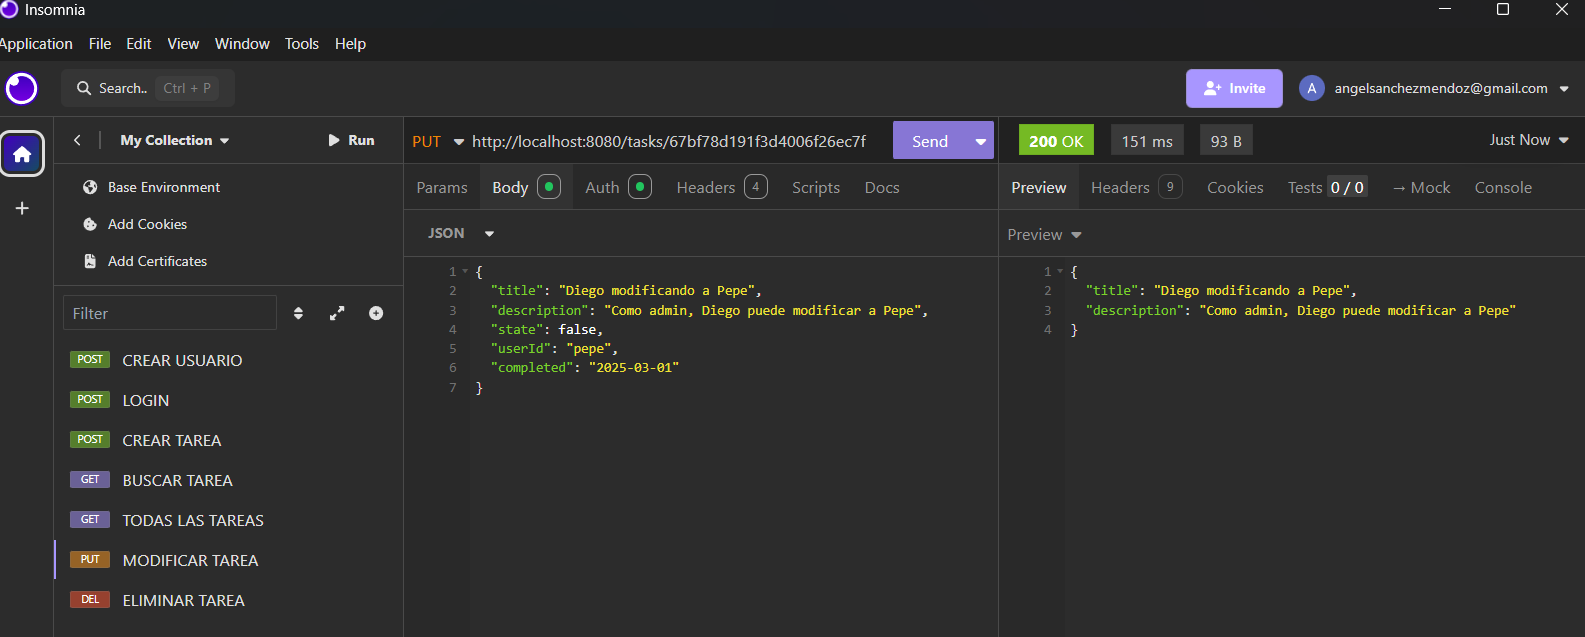 Insomnia
Application File Edit View Window Tools Help
Search.. Ctrl + P
Invite
A angelsanchezmendoz@gmail.com
My Collection Run
Base Environment
Add Cookies
Add Certificates
Filter
POST CREAR USUARIO
POST LOGIN
POST CREAR TAREA
GET BUSCAR TAREA
GET TODAS LAS TAREAS
PUT MODIFICAR TAREA
DEL ELIMINAR TAREA
PUT http://localhost:8080/tasks/67bf78d191f3d4006f26ec7f Send
Params Body Auth Headers 4 Scripts Docs
JSON
1 {
2 "title": "Diego modificando a Pepe",
3 "description": "Como admin, Diego puede modificar a Pepe",
4 "state": false,
5 "userId": "pepe",
6 "completed": "2025-03-01"
7 }
200 OK 151 ms 93 B Just Now
Preview Headers 9 Cookies Tests 0 / 0 → Mock Console
Preview
1 {
2 "title": "Diego modificando a Pepe",
3 "description": "Como admin, Diego puede modificar a Pepe"
4 }